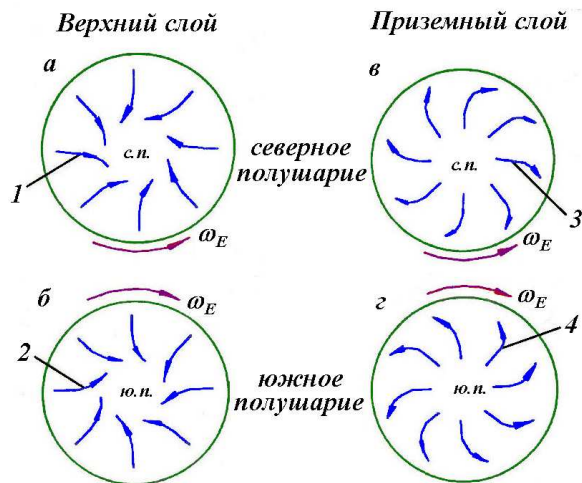 Верхний слой
Приземный слой
а
в
с.п.
с.п.
1
3
северное
полушарие
ωE
ωE
б
г
ωE
ωE
2
4
ю.п.
ю.п.
южное
полушарие